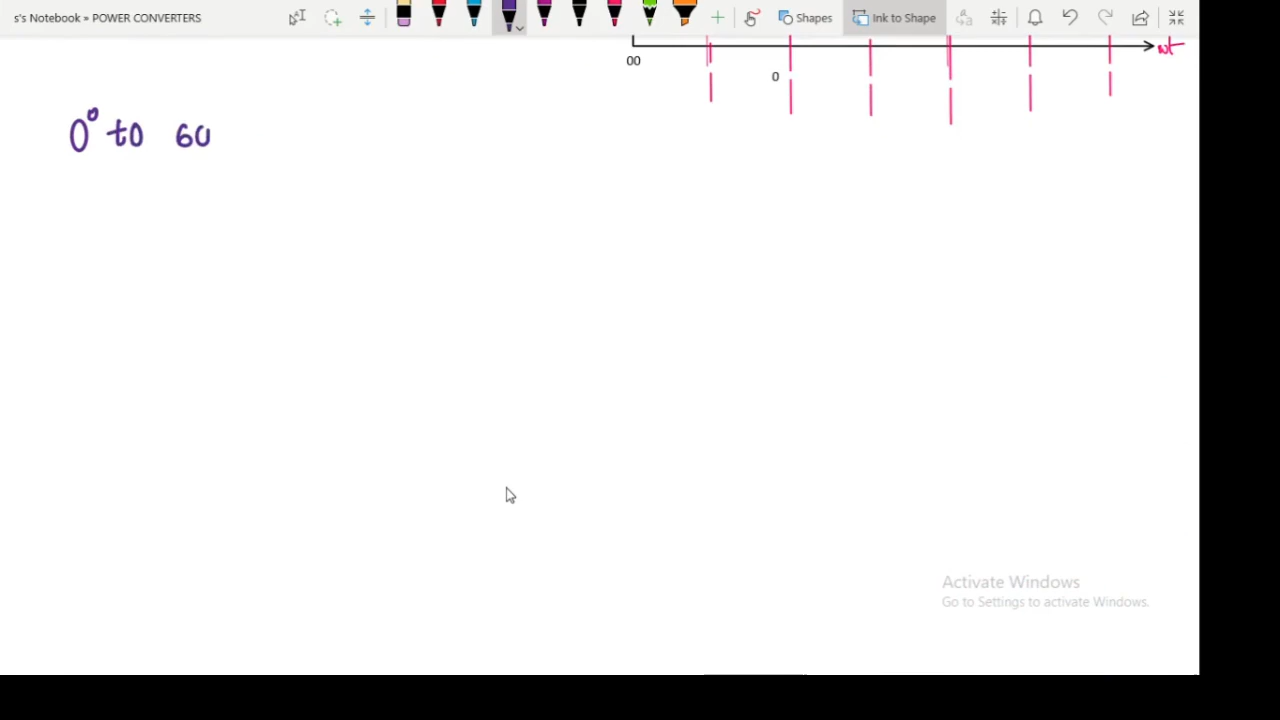 s's Notebook » POWER CONVERTERS
Shapes
Ink to Shape
00
0
wt
0° to 60
Activate Windows
Go to Settings to activate Windows.